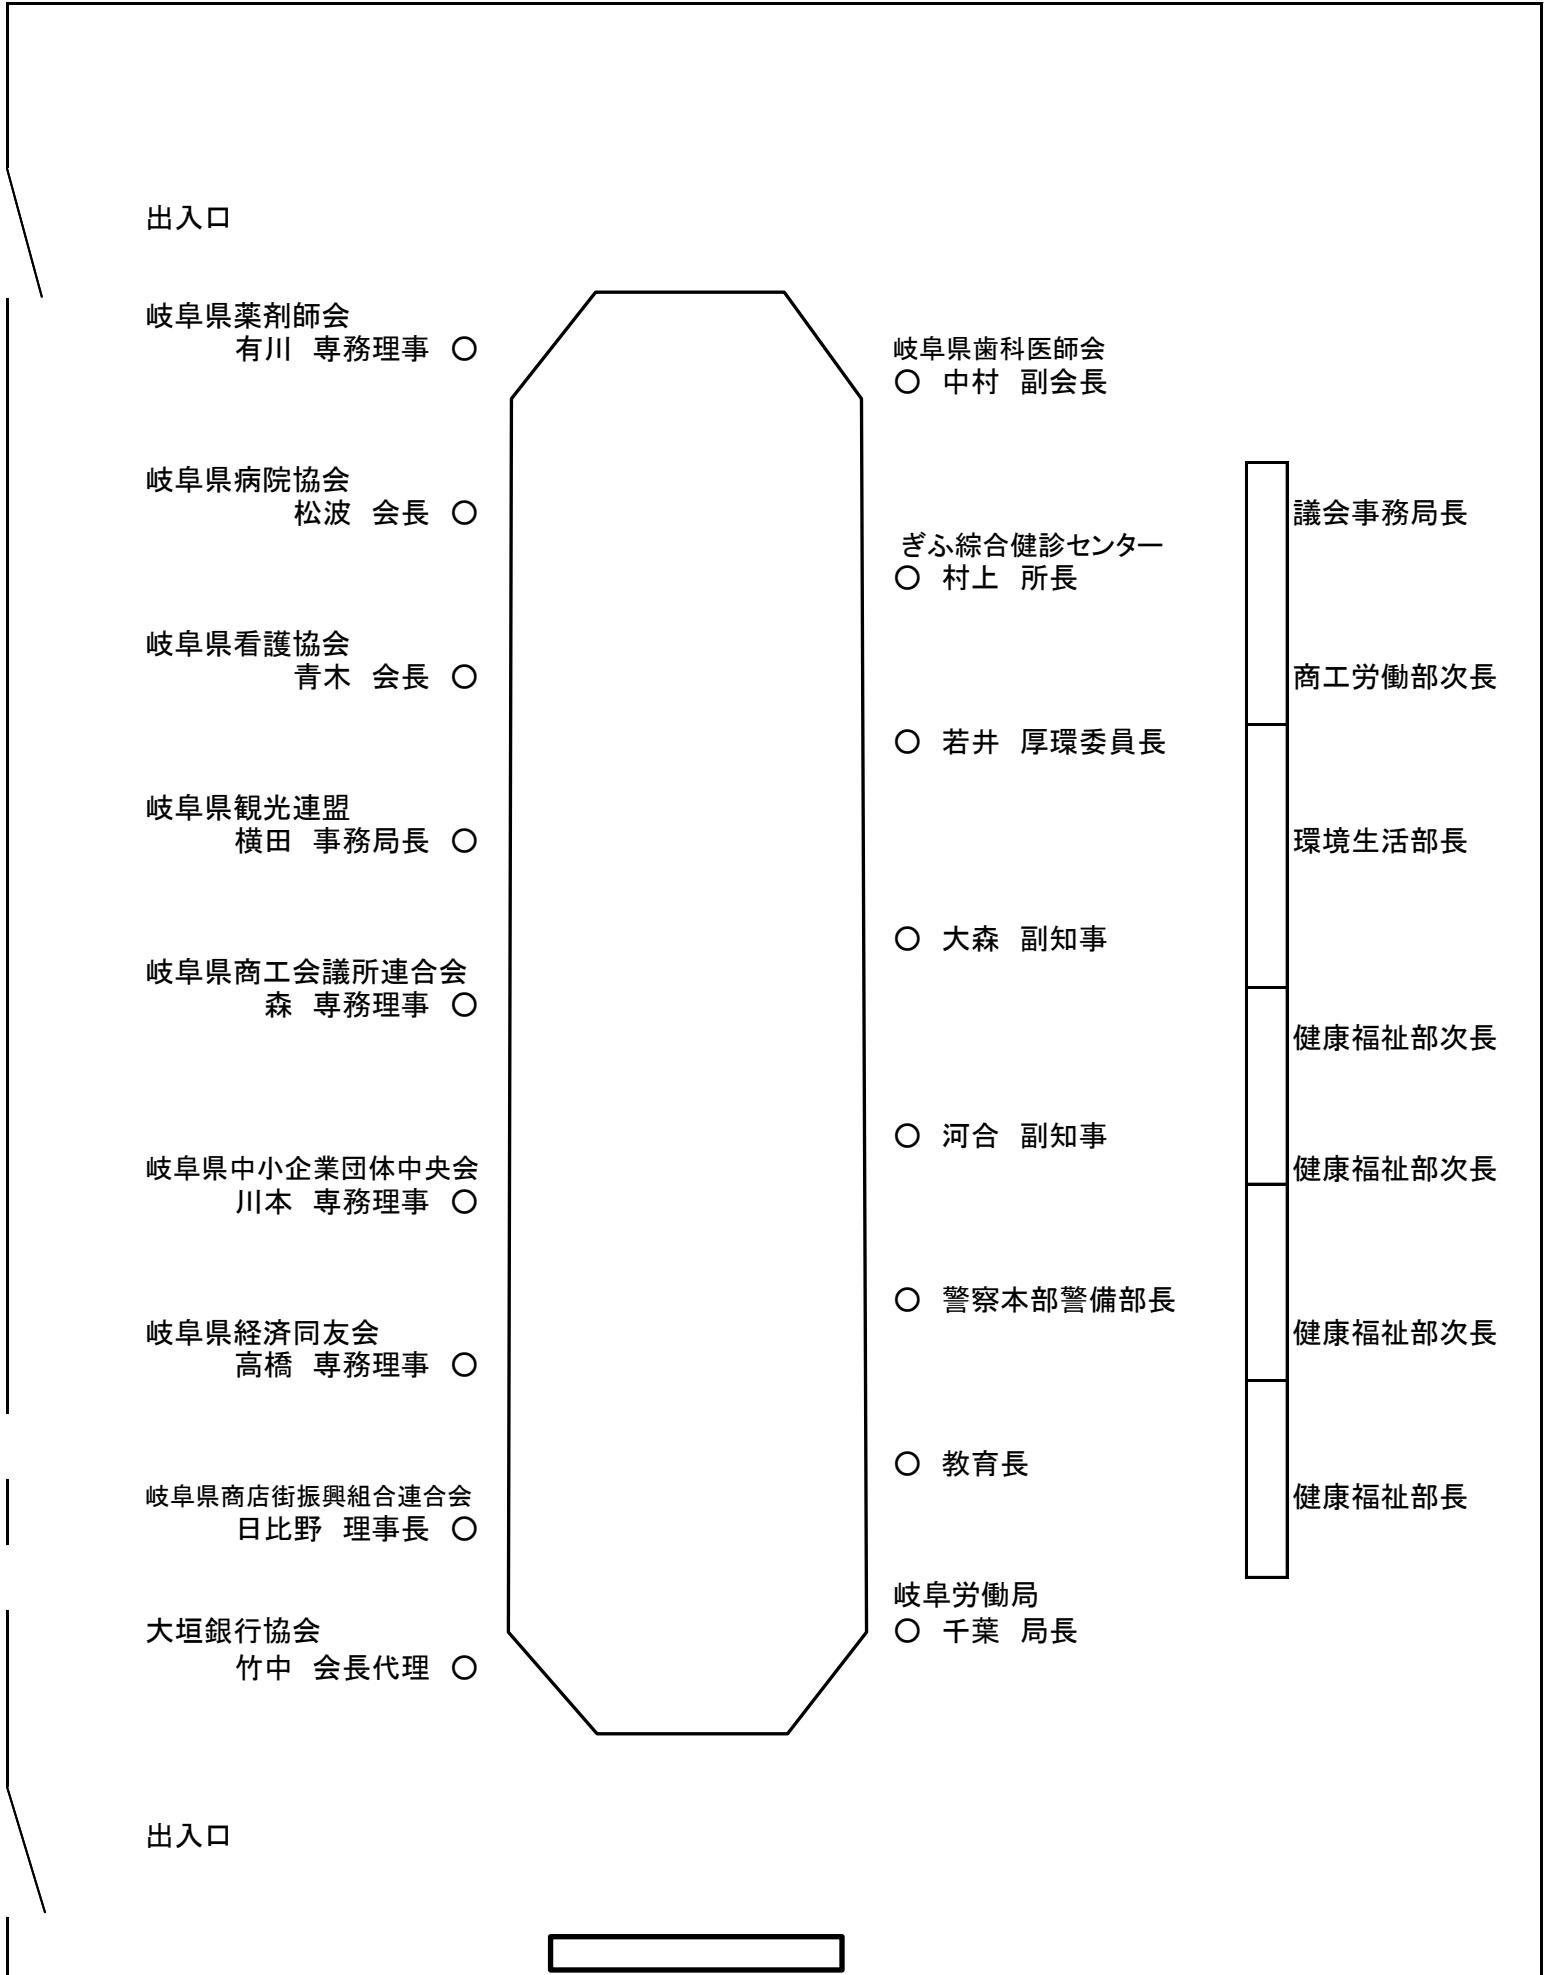 出入口
岐阜県薬剤師会
有川　専務理事 ○
岐阜県病院協会
松波　会長 ○
岐阜県看護協会
青木　会長 ○
岐阜県観光連盟
横田　事務局長 ○
岐阜県商工会議所連合会
森　専務理事 ○
岐阜県中小企業団体中央会
川本　専務理事 ○
岐阜県経済同友会
高橋　専務理事 ○
岐阜県商店街振興組合連合会
日比野　理事長 ○
大垣銀行協会
竹中　会長代理 ○
出入口
岐阜県歯科医師会
○ 中村　副会長
ぎふ綜合健診センター
○ 村上　所長
○ 若井　厚環委員長
○ 大森　副知事
○ 河合　副知事
○ 警察本部警備部長
○ 教育長
岐阜労働局
○ 千葉　局長
議会事務局長
商工労働部次長
環境生活部長
健康福祉部次長
健康福祉部次長
健康福祉部次長
健康福祉部長